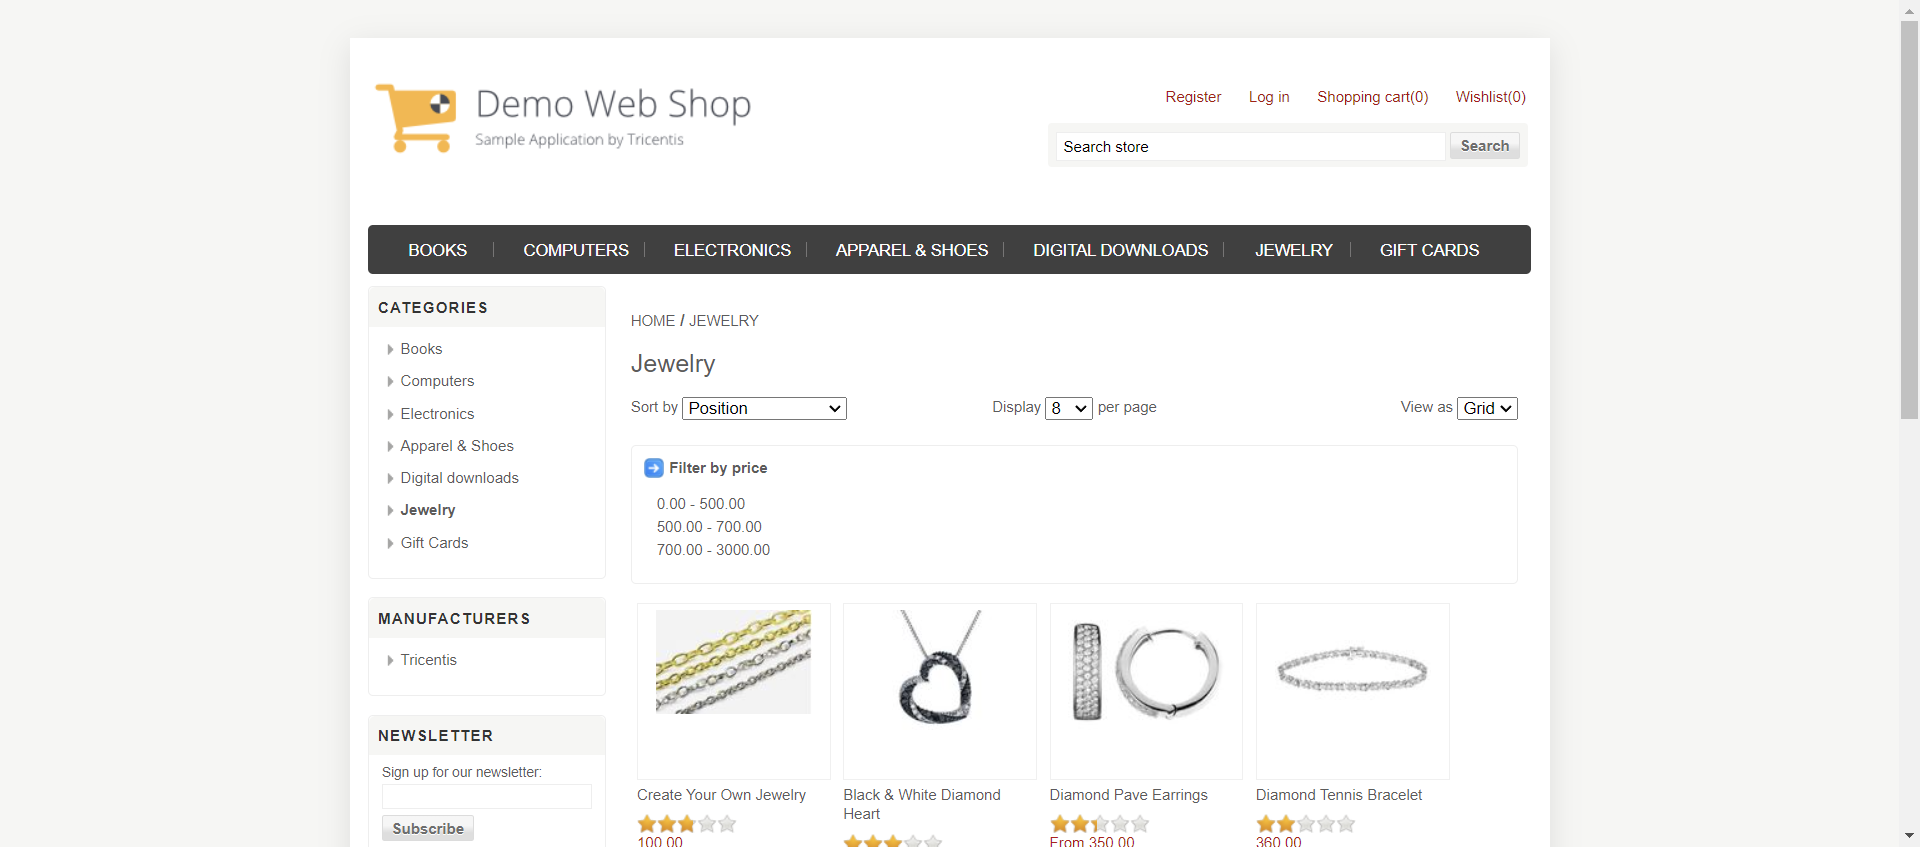 Demo Web Shop
Sample Application by Tricentis
Register Log in Shopping cart(0) Wishlist(0)
Search store Search
BOOKS COMPUTERS ELECTRONICS APPAREL & SHOES DIGITAL DOWNLOADS JEWELRY GIFT CARDS
CATEGORIES
Books
Computers
Electronics
Apparel & Shoes
Digital downloads
Jewelry
Gift Cards
MANUFACTURERS
Tricentis
NEWSLETTER
Sign up for our newsletter:
Subscribe
HOME / JEWELRY
Jewelry
Sort by Position Display 8 per page View as Grid
Filter by price
0.00 - 500.00
500.00 - 700.00
700.00 - 3000.00
Create Your Own Jewelry
100.00
Black & White Diamond
Heart
Diamond Pave Earrings
From 350.00
Diamond Tennis Bracelet
360.00